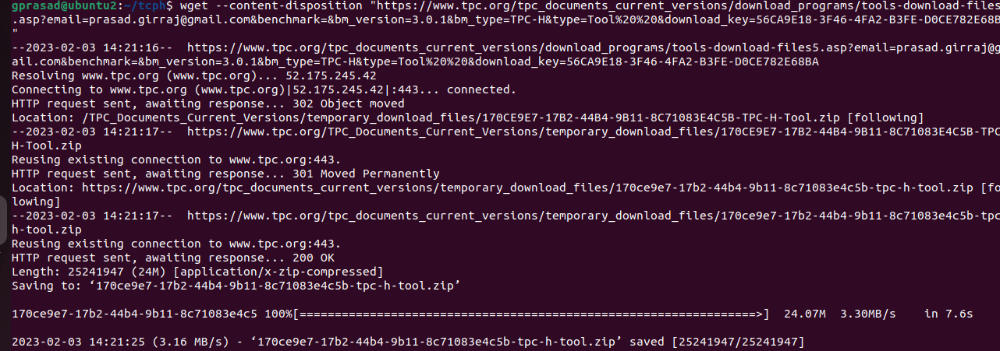 gprasad@ubuntu2:~/tcph$ wget --content-disposition "https://www.tpc.org/tpc_documents_current_versions/download_programs/tools-download-files
.asp?email=prasad.girraj@gmail.com&benchmark=&bm_version=3.0.1&bm_type=TPC-H&type=Tool%20%20&download_key=56CA9E18-3F46-4FA2-B3FE-D0CE782E68B
"
--2023-02-03 14:21:16--  https://www.tpc.org/tpc_documents_current_versions/download_programs/tools-download-files5.asp?email=prasad.girraj@g
ail.com&benchmark=&bm_version=3.0.1&bm_type=TPC-H&type=Tool%20%20&download_key=56CA9E18-3F46-4FA2-B3FE-D0CE782E68BA
Resolving www.tpc.org (www.tpc.org)... 52.175.245.42
Connecting to www.tpc.org (www.tpc.org)|52.175.245.42|:443... connected.
HTTP request sent, awaiting response... 302 Object moved
Location: /TPC_Documents_Current_Versions/temporary_download_files/170CE9E7-17B2-44B4-9B11-8C71083E4C5B-TPC-H-Tool.zip [following]
--2023-02-03 14:21:17--  https://www.tpc.org/TPC_Documents_Current_Versions/temporary_download_files/170CE9E7-17B2-44B4-9B11-8C71083E4C5B-TPC
H-Tool.zip
Reusing existing connection to www.tpc.org:443.
HTTP request sent, awaiting response... 301 Moved Permanently
Location: https://www.tpc.org/tpc_documents_current_versions/temporary_download_files/170ce9e7-17b2-44b4-9b11-8c71083e4c5b-tpc-h-tool.zip [fo
lowing]
--2023-02-03 14:21:17--  https://www.tpc.org/tpc_documents_current_versions/temporary_download_files/170ce9e7-17b2-44b4-9b11-8c71083e4c5b-tpc
h-tool.zip
Reusing existing connection to www.tpc.org:443.
HTTP request sent, awaiting response... 200 OK
Length: 25241947 (24M) [application/x-zip-compressed]
Saving to: ‘170ce9e7-17b2-44b4-9b11-8c71083e4c5b-tpc-h-tool.zip’
170ce9e7-17b2-44b4-9b11-8c71083e4c5 100%[=================================================================>]  24.07M  3.30MB/s    in 7.6s
2023-02-03 14:21:25 (3.16 MB/s) - ‘170ce9e7-17b2-44b4-9b11-8c71083e4c5b-tpc-h-tool.zip’ saved [25241947/25241947]